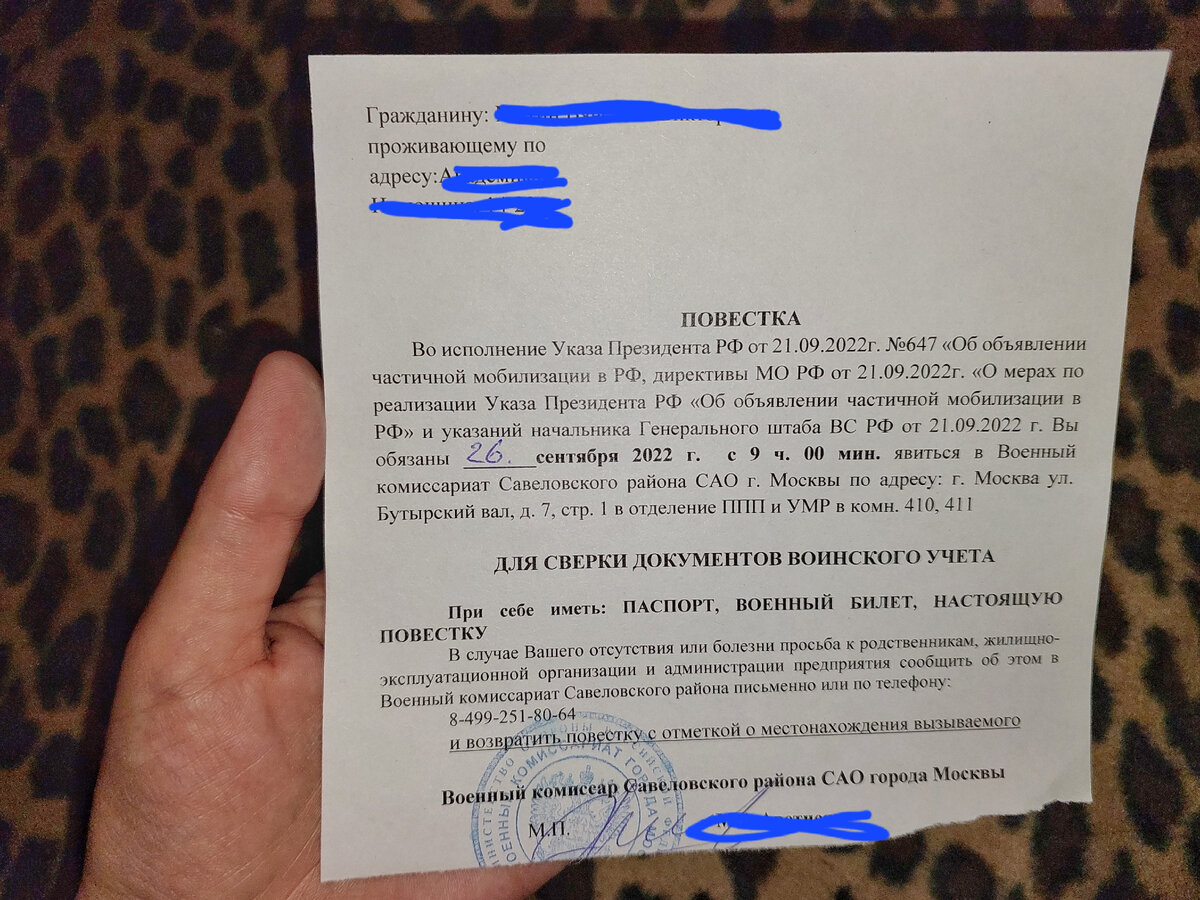 Гражданину:
проживающему по
адресу:
ПОВЕСТКА
Во исполнение Указа Президента РФ от 21.09.2022г. №647 «Об объявлении
частичной мобилизации в РФ, директивы МО РФ от 21.09.2022г. «О мерах по
реализации Указа Президента РФ «Об объявлении частичной мобилизации в
РФ» и указаний начальника Генерального штаба ВС РФ от 21.09.2022 г. Вы
обязаны 26. сентября 2022 г. с 9 ч. 00 мин. явиться в Военный
комиссариат Савеловского района САО г. Москвы по адресу: г. Москва ул.
Бутырский вал, д. 7, стр. 1 в отделение ППП и УМР в комн. 410, 411
ДЛЯ СВЕРКИ ДОКУМЕНТОВ ВОИНСКОГО УЧЕТА
При себе иметь: ПАСПОРТ, ВОЕННЫЙ БИЛЕТ, НАСТОЯЩУЮ
ПОВЕСТКУ
В случае Вашего отсутствия или болезни просьба к родственникам, жилищно-
эксплуатационной организации и администрации предприятия сообщить об этом в
Военный комиссариат Савеловского района письменно или по телефону:
8-499-251-80-64
и возвратить повестку с отметкой о местонахождения вызываемого
Военный комиссар Савеловского района САО города Москвы
М.П.